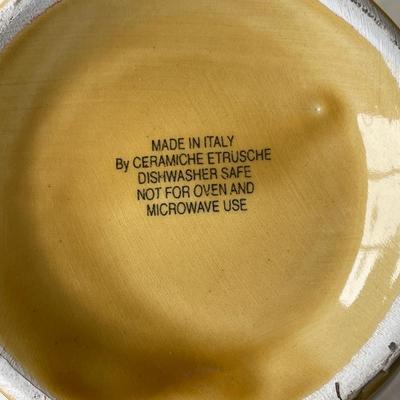 MADE IN ITALY
By CERAMICHE ETRUSCHE
DISHWASHER SAFE
NOT FOR OVEN AND
MICROWAVE USE